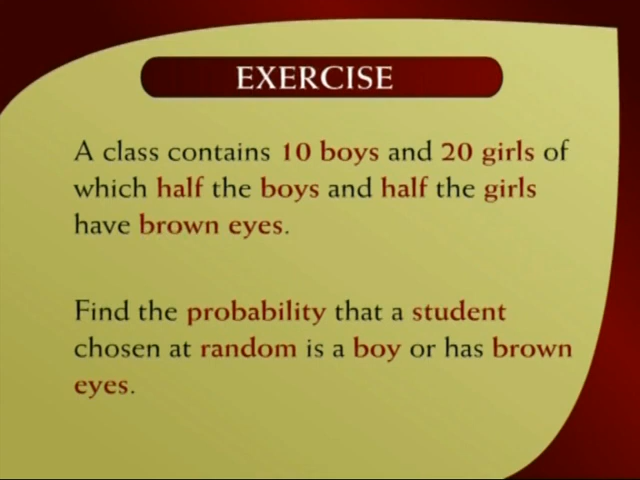 EXERCISE
A class contains 10 boys and 20 girls of
which half the boys and half the girls
have brown eyes.
Find the probability that a student
chosen at random is a boy or has brown
eyes.